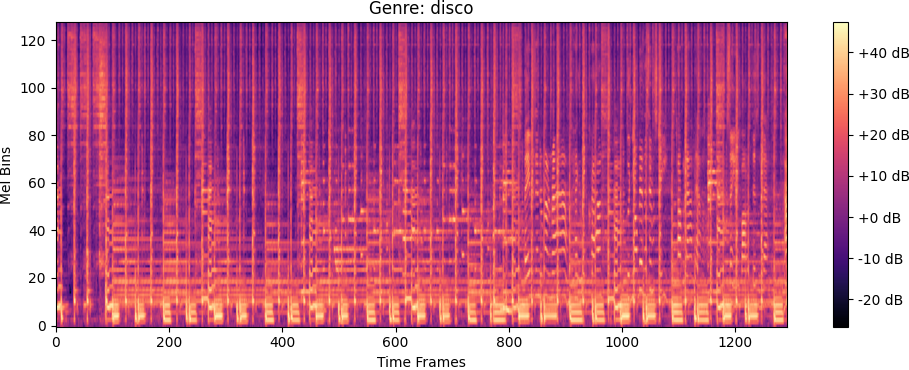 Genre: disco
Mel Bins
120
100
80
60
40
20
0
0 200 400 600 800 1000 1200
Time Frames
+40 dB
+30 dB
+20 dB
+10 dB
+0 dB
-10 dB
-20 dB